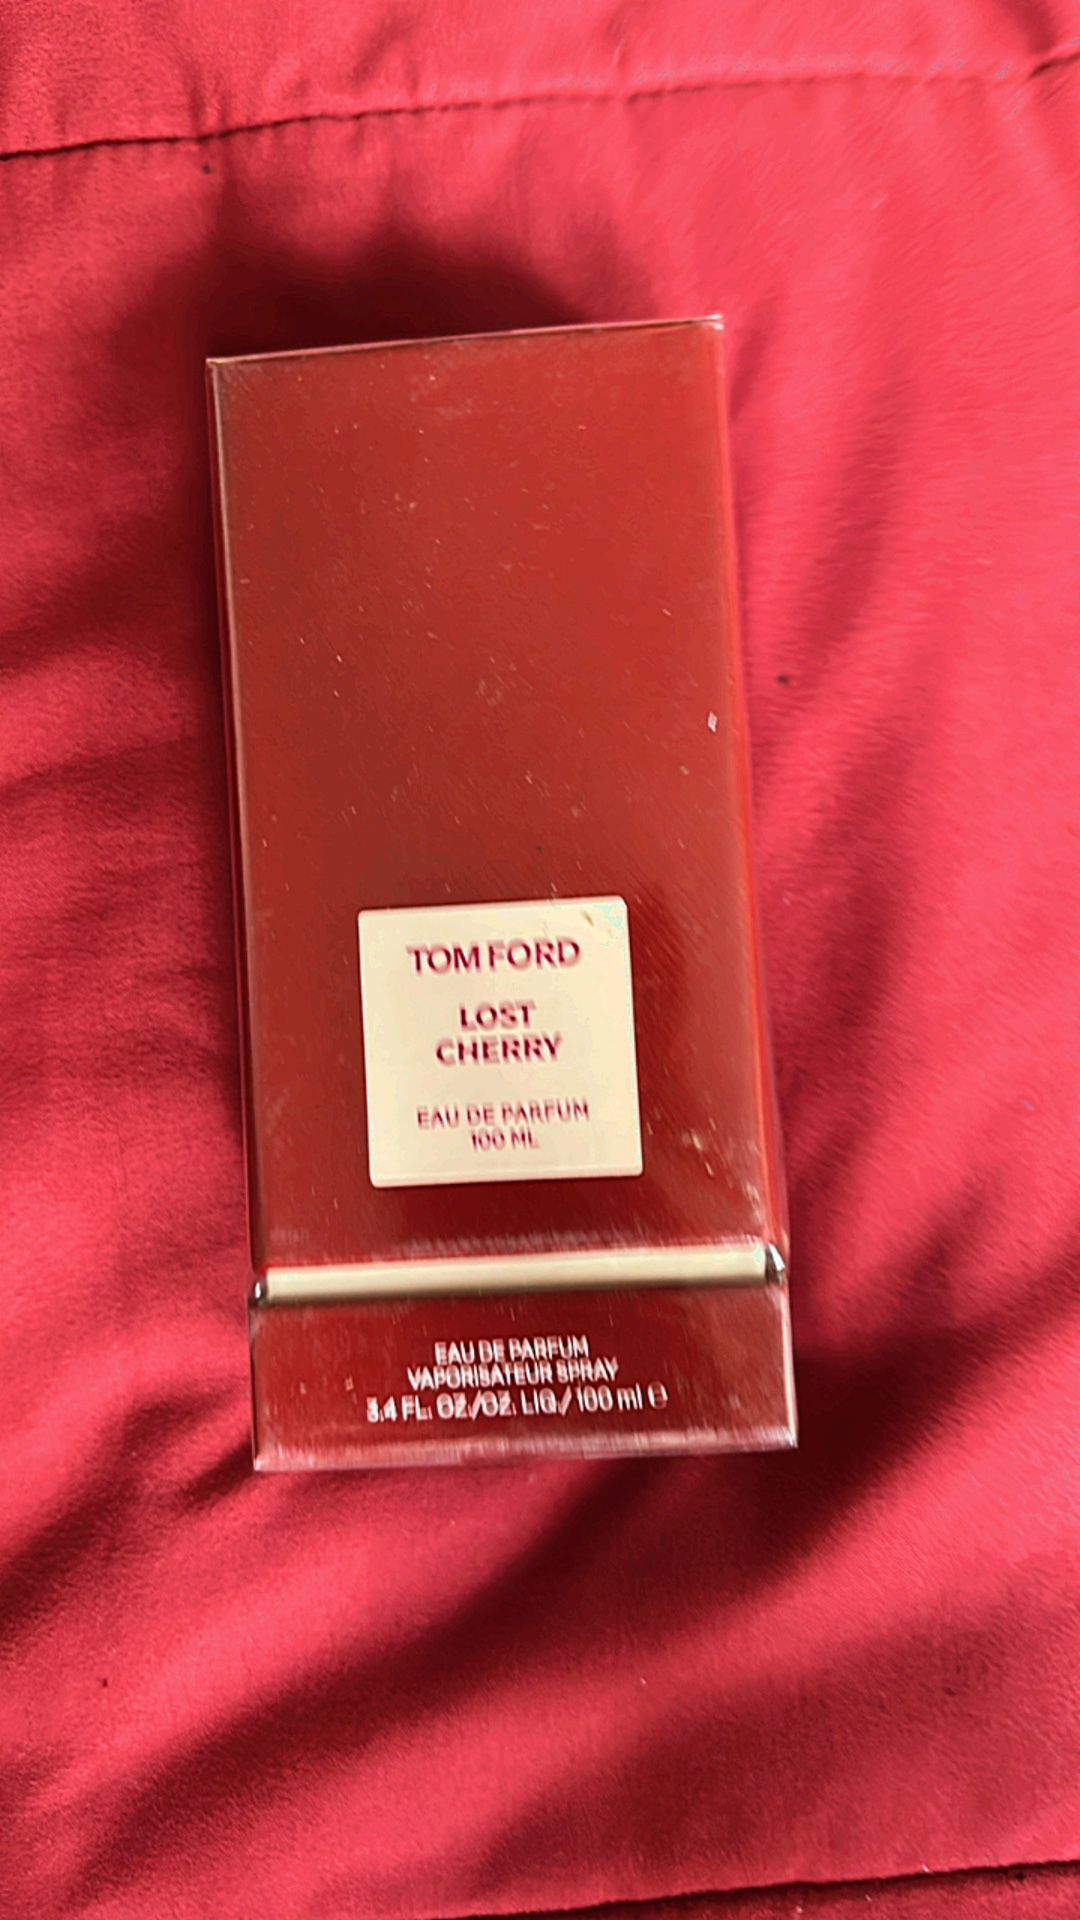 TOM FORD
LOST
CHERRY
EAU DE PARFUM
100 ML
EAU DE PARFUM
VAPORISATEUR SPRAY
3.4 FL. OZ./OZ. LIQ./100 ml ℮